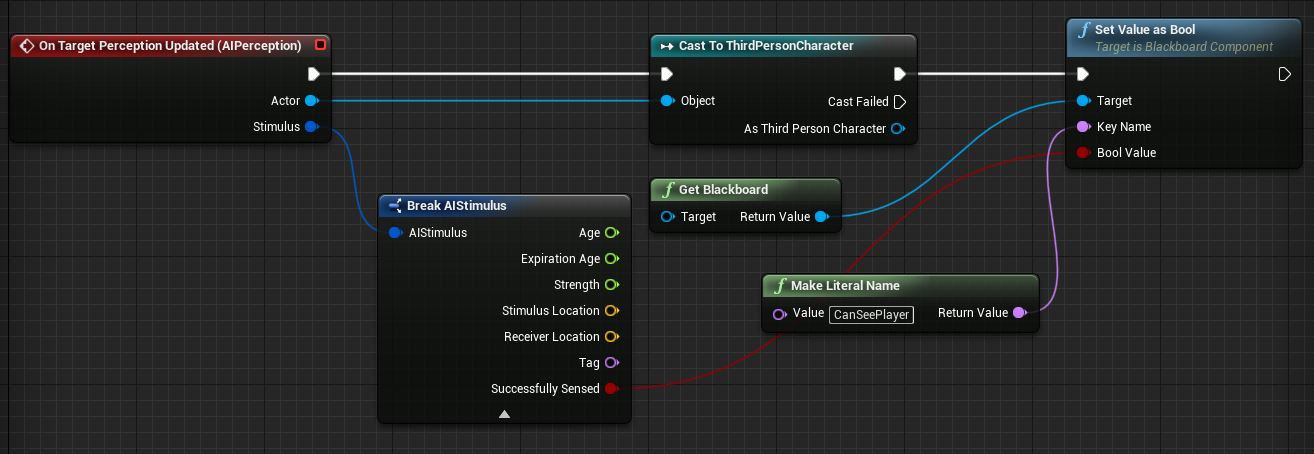 On Target Perception Updated (AIPerception)
Actor
Stimulus
Cast To ThirdPersonCharacter
Object
Cast Failed
As Third Person Character
Set Value as Bool
Target is Blackboard Component
Target
Key Name
Bool Value
Get Blackboard
Target
Return Value
Break AIStimulus
AIStimulus
Age
Expiration Age
Strength
Stimulus Location
Receiver Location
Tag
Successfully Sensed
Make Literal Name
Value
CanSeePlayer
Return Value